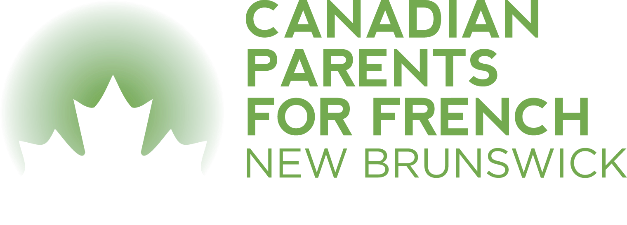 CANADIAN
PARENTS
FOR FRENCH
NEW BRUNSWICK